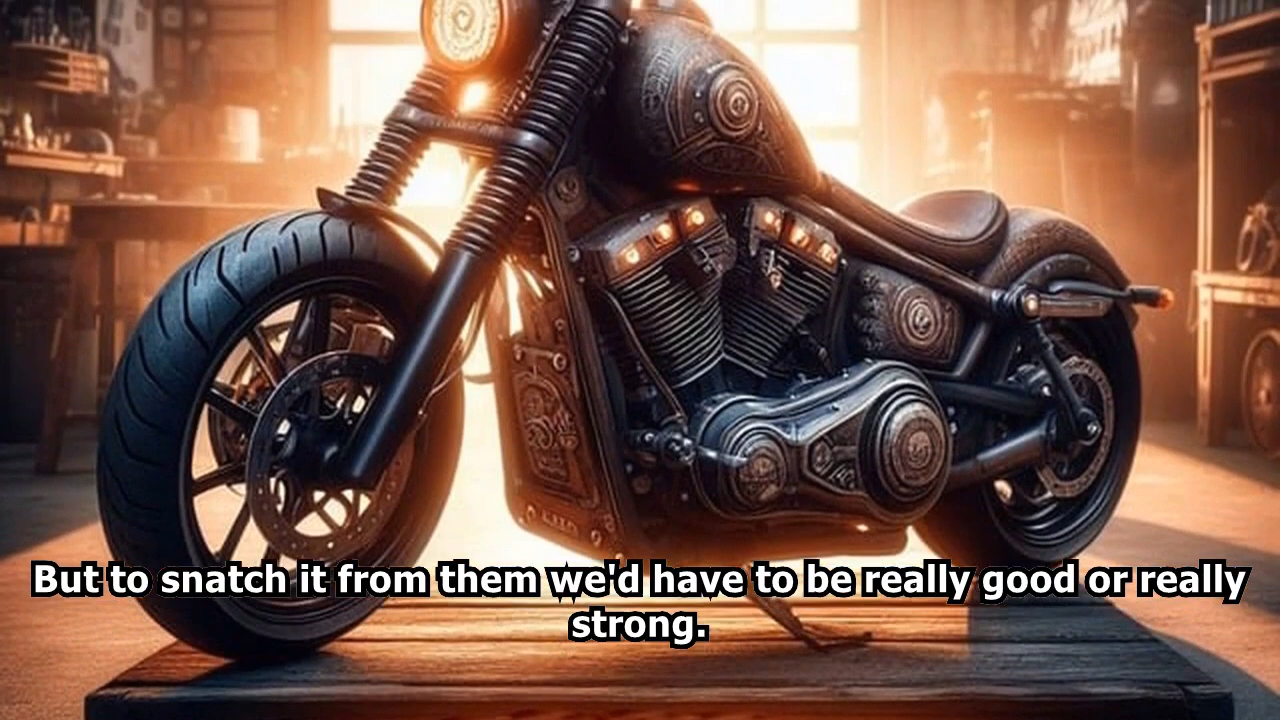 But to snatch it from them we'd have to be really good or really
strong.